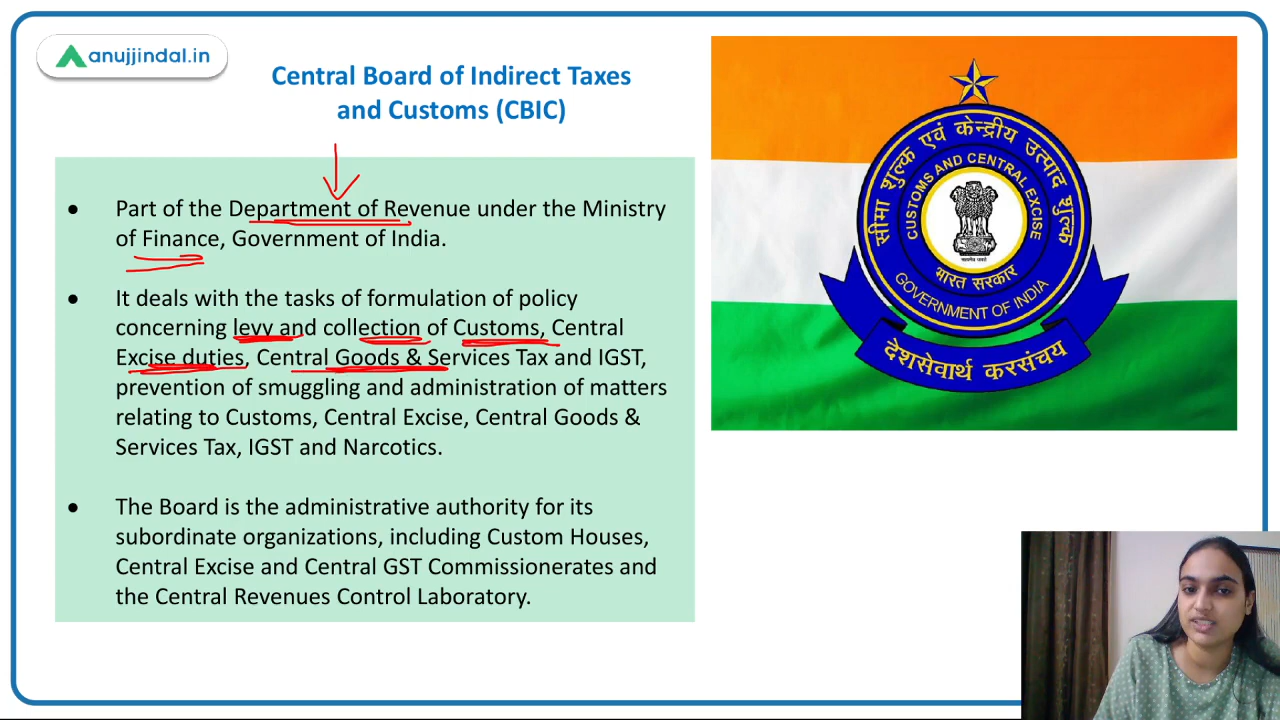 anujjindal.in
Central Board of Indirect Taxes
and Customs (CBIC)
● Part of the Department of Revenue under the Ministry
of Finance, Government of India.
● It deals with the tasks of formulation of policy
concerning levy and collection of Customs, Central
Excise duties, Central Goods & Services Tax and IGST,
prevention of smuggling and administration of matters
relating to Customs, Central Excise, Central Goods &
Services Tax, IGST and Narcotics.
● The Board is the administrative authority for its
subordinate organizations, including Custom Houses,
Central Excise and Central GST Commissionerates and
the Central Revenues Control Laboratory.
सीमा शुल्क एवं केन्द्रीय उत्पाद शुल्क
CUSTOMS AND CENTRAL EXCISE
सत्यमेव जयते
भारत सरकार
GOVERNMENT OF INDIA
देशसेवार्थ करसंचय